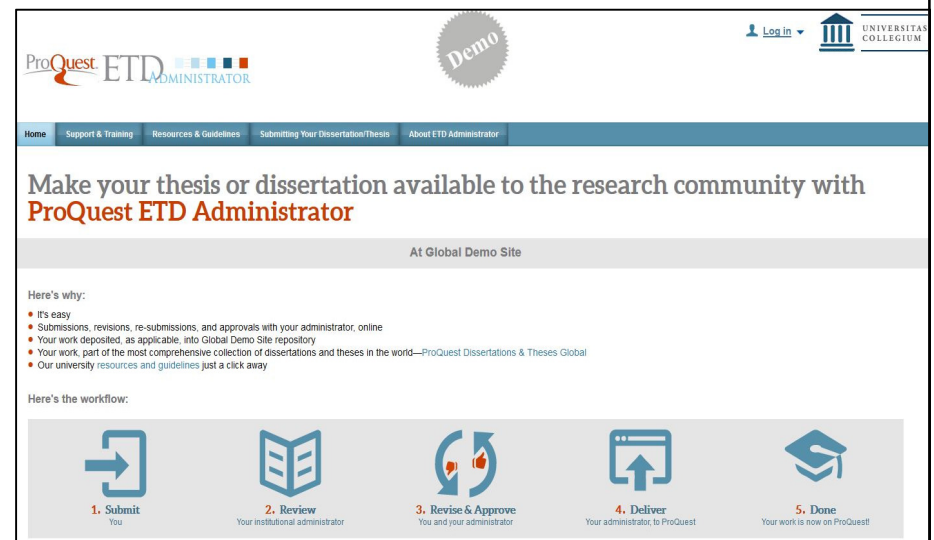 ProQuest ETD ADMINISTRATOR
Demo
Log in
UNIVERSITAS
COLLEGIUM
Home Support & Training Resources & Guidelines Submitting Your Dissertation/Thesis About ETD Administrator
Make your thesis or dissertation available to the research community with
ProQuest ETD Administrator
At Global Demo Site
Here's why:
It's easy
Submissions, revisions, re-submissions, and approvals with your administrator, online
Your work deposited, as applicable, into Global Demo Site repository
Your work, part of the most comprehensive collection of dissertations and theses in the world—ProQuest Dissertations & Theses Global
Our university resources and guidelines just a click away
Here's the workflow:
1. Submit
You
2. Review
Your institutional administrator
3. Revise & Approve
You and your administrator
4. Deliver
Your administrator, to ProQuest
5. Done
Your work is now on ProQuest!